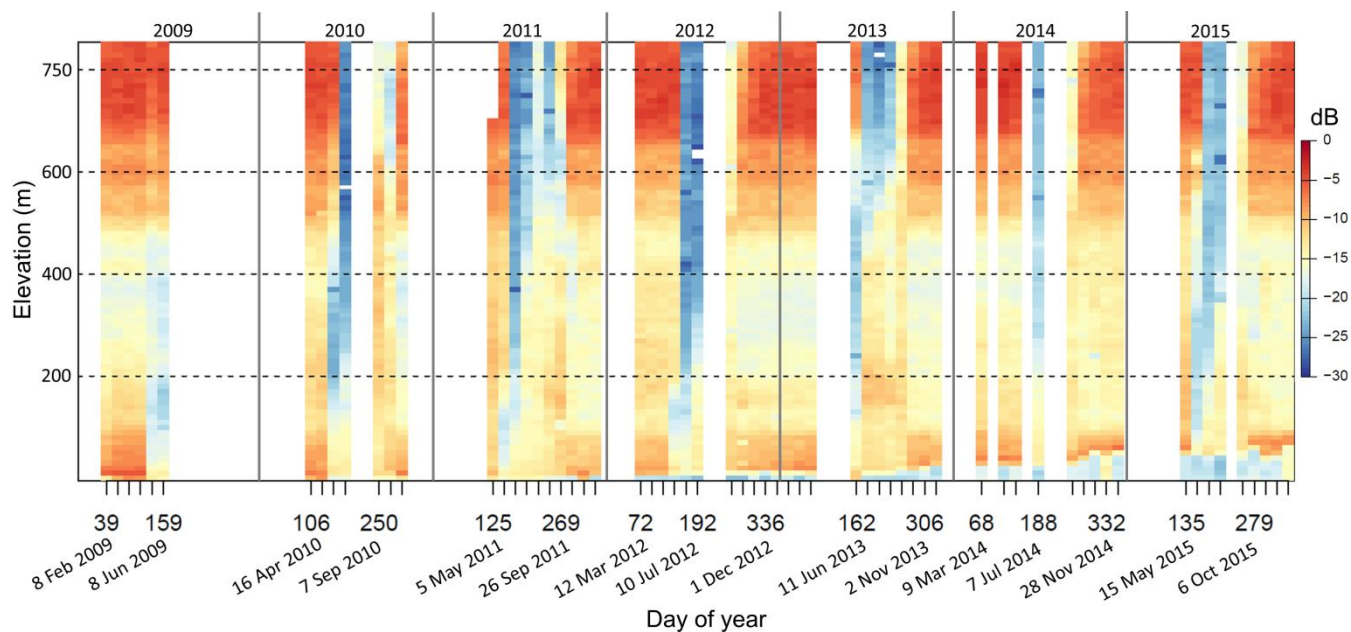 2009 2010 2011 2012 2013 2014 2015
750
600
400
200
Elevation (m)
dB
0
−5
−10
−15
−20
−25
−30
39 159 106 250 125 269 72 192 336 162 306 68 188 332 135 279
8 Feb 2009 8 Jun 2009 16 Apr 2010 7 Sep 2010 5 May 2011 26 Sep 2011 12 Mar 2012 10 Jul 2012 1 Dec 2012 11 Jun 2013 2 Nov 2013 9 Mar 2014 7 Jul 2014 28 Nov 2014 15 May 2015 6 Oct 2015
Day of year